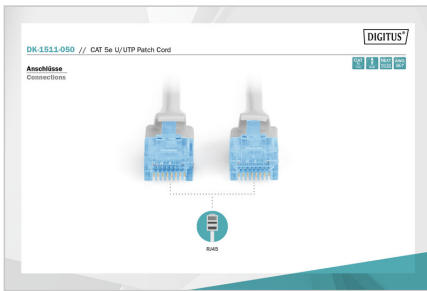 DIGITUS®
DK-1511-050 // CAT 5e U/UTP Patch Cord
Anschlüsse
Connections
RJ45